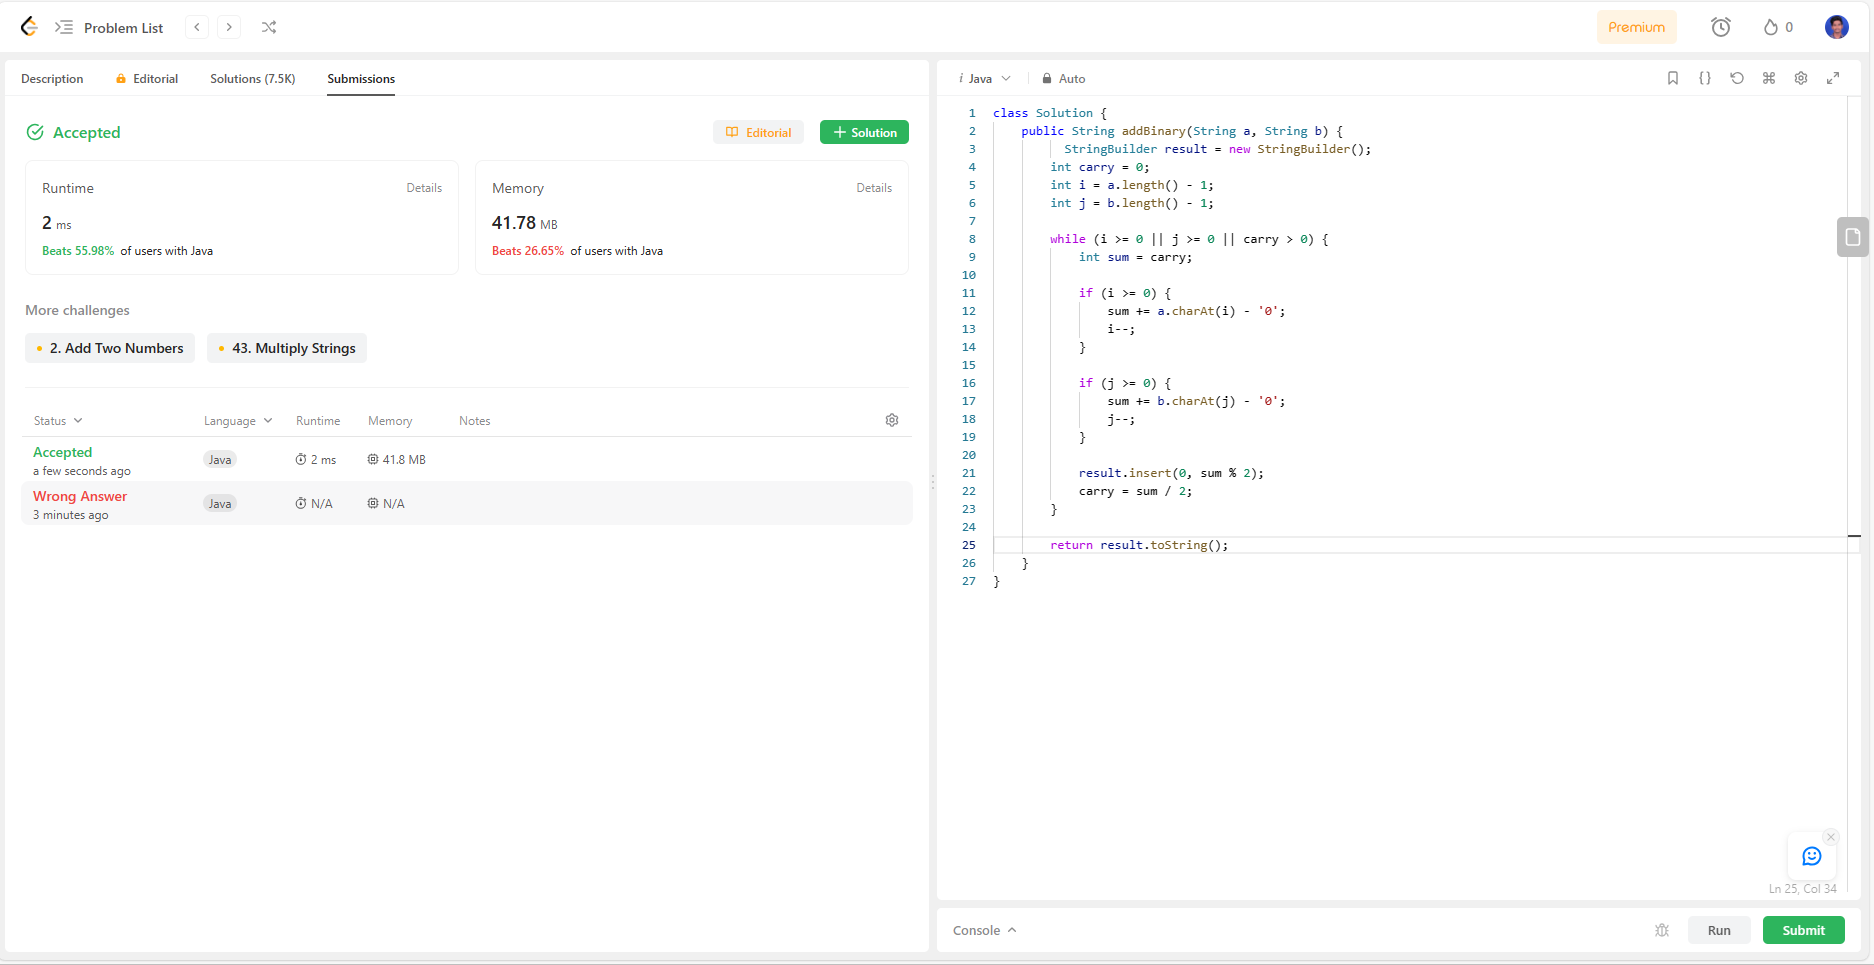 Problem List
Premium
0
Description
Editorial
Solutions (7.5K)
Submissions
Accepted
Editorial
Solution
Runtime
Details
2 ms
Beats 55.98% of users with Java
Memory
Details
41.78 MB
Beats 26.65% of users with Java
More challenges
2. Add Two Numbers
43. Multiply Strings
Status
Language
Runtime
Memory
Notes
Accepted
a few seconds ago
Java
2 ms
41.8 MB
Wrong Answer
3 minutes ago
Java
N/A
N/A
i Java
Auto
1 class Solution {
2     public String addBinary(String a, String b) {
3           StringBuilder result = new StringBuilder();
4         int carry = 0;
5         int i = a.length() - 1;
6         int j = b.length() - 1;
7
8         while (i >= 0 || j >= 0 || carry > 0) {
9             int sum = carry;
10
11             if (i >= 0) {
12                 sum += a.charAt(i) - '0';
13                 i--;
14             }
15
16             if (j >= 0) {
17                 sum += b.charAt(j) - '0';
18                 j--;
19             }
20
21             result.insert(0, sum % 2);
22             carry = sum / 2;
23         }
24
25         return result.toString();
26     }
27 }
Ln 25, Col 34
Console
Run
Submit